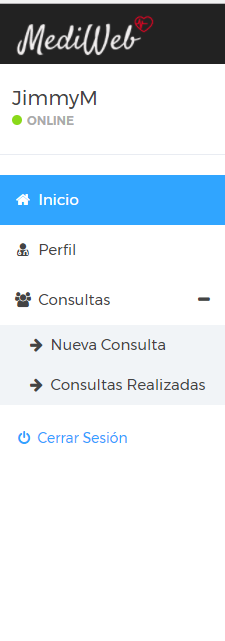 MediWeb
JimmyM
ONLINE
Inicio
Perfil
Consultas
Nueva Consulta
Consultas Realizadas
Cerrar Sesión